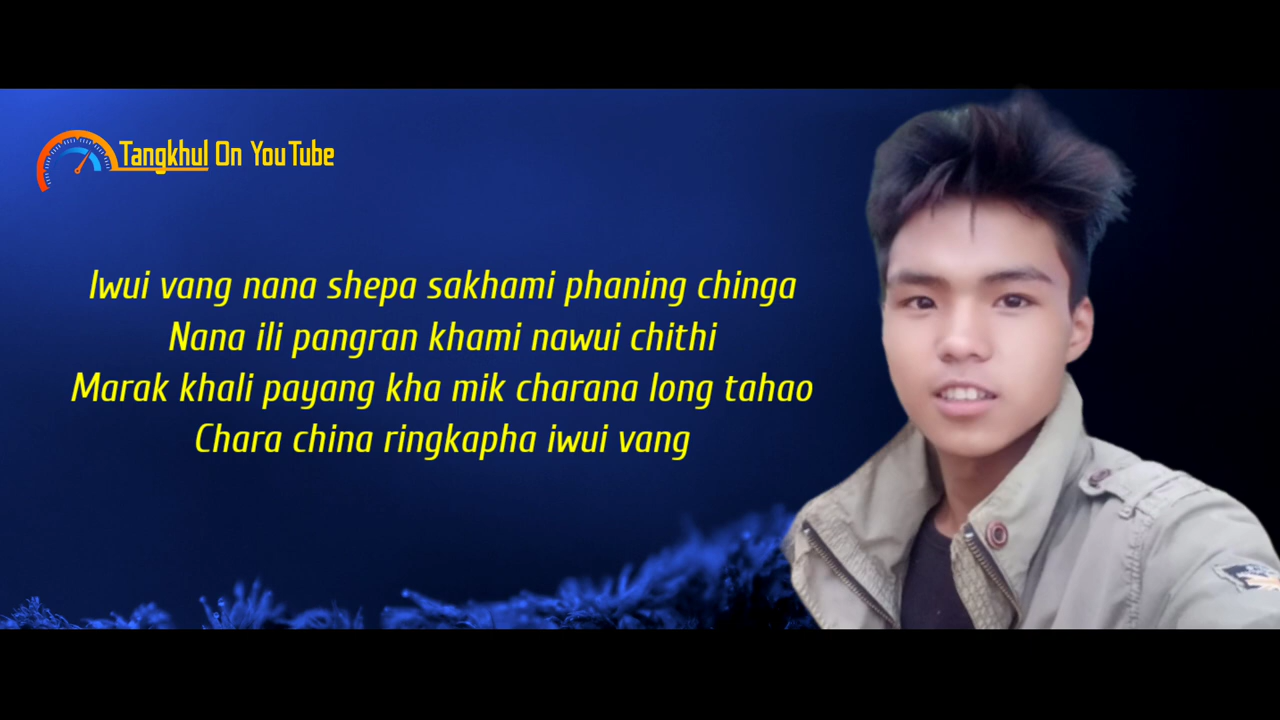 Tangkhul On YouTube
Iwui vang nana shepa sakhami phaning chinga
Nana ili pangran khami nawui chithi
Marak khali payang kha mik charana long tahao
Chara china ringkapha iwui vang